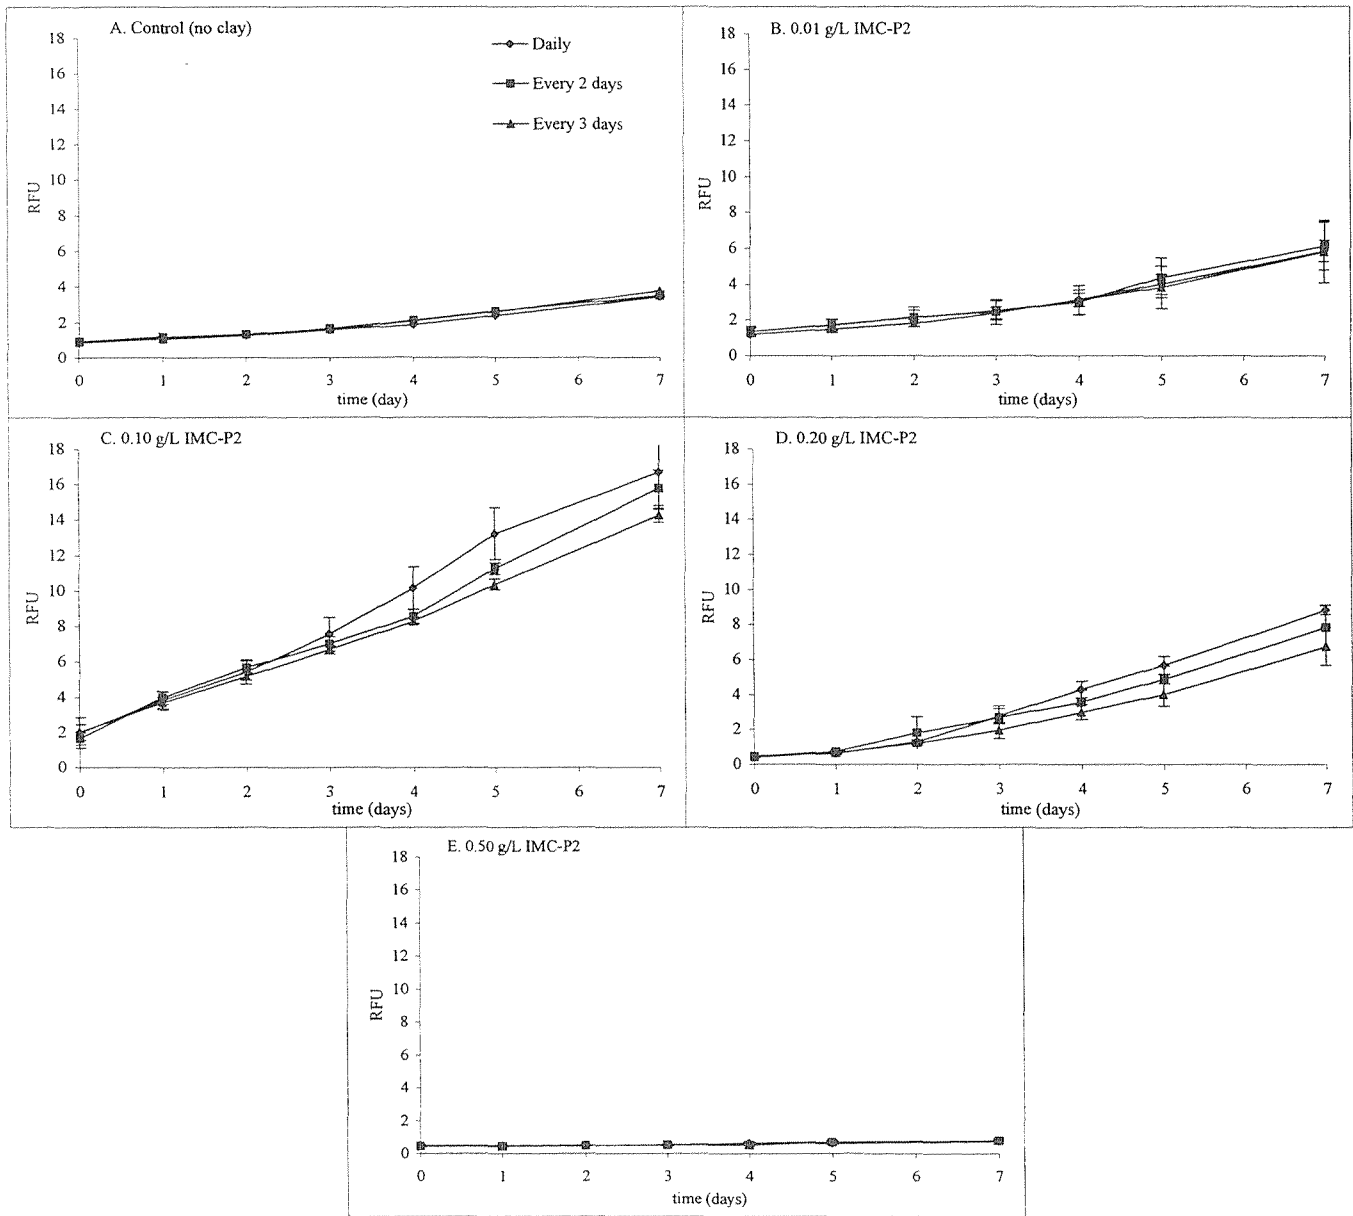 A. Control (no clay)
18
16
14
12
10
8
6
4
2
0
RFU
0 1 2 3 4 5 6 7
time (day)
Daily
Every 2 days
Every 3 days
B. 0.01 g/L IMC-P2
18
16
14
12
10
8
6
4
2
0
RFU
0 1 2 3 4 5 6 7
time (days)
C. 0.10 g/L IMC-P2
18
16
14
12
10
8
6
4
2
0
RFU
0 1 2 3 4 5 6 7
time (days)
D. 0.20 g/L IMC-P2
18
16
14
12
10
8
6
4
2
0
RFU
0 1 2 3 4 5 6 7
time (days)
E. 0.50 g/L IMC-P2
18
16
14
12
10
8
6
4
2
0
RFU
0 1 2 3 4 5 6 7
time (days)